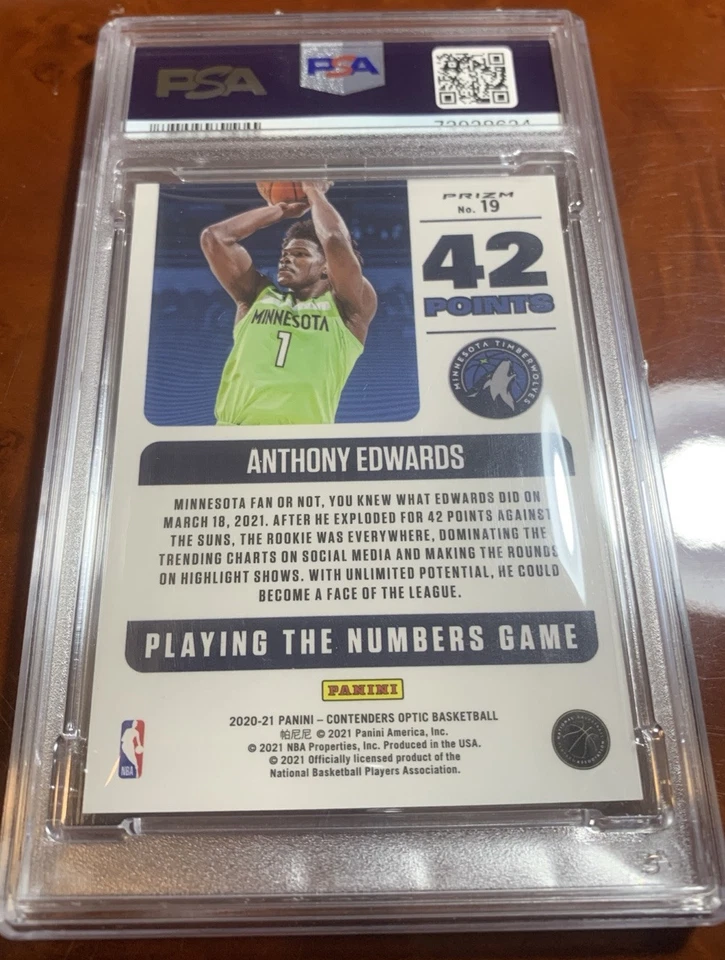 PSA PSA
PRIZM
No. 19
42
POINTS
MINNESOTA TIMBERWOLVES
MINNESOTA
1
ANTHONY EDWARDS
MINNESOTA FAN OR NOT, YOU KNEW WHAT EDWARDS DID ON
MARCH 18, 2021. AFTER HE EXPLODED FOR 42 POINTS AGAINST
THE SUNS, THE ROOKIE WAS EVERYWHERE, DOMINATING THE
TRENDING CHARTS ON SOCIAL MEDIA AND MAKING THE ROUNDS
ON HIGHLIGHT SHOWS. WITH UNLIMITED POTENTIAL, HE COULD
BECOME A FACE OF THE LEAGUE.
PLAYING THE NUMBERS GAME
PANINI
2020-21 PANINI – CONTENDERS OPTIC BASKETBALL
帕尼尼 © 2021 Panini America, Inc.
© 2021 NBA Properties, Inc. Produced in the USA.
© 2021 Officially licensed product of the
National Basketball Players Association.
NBA